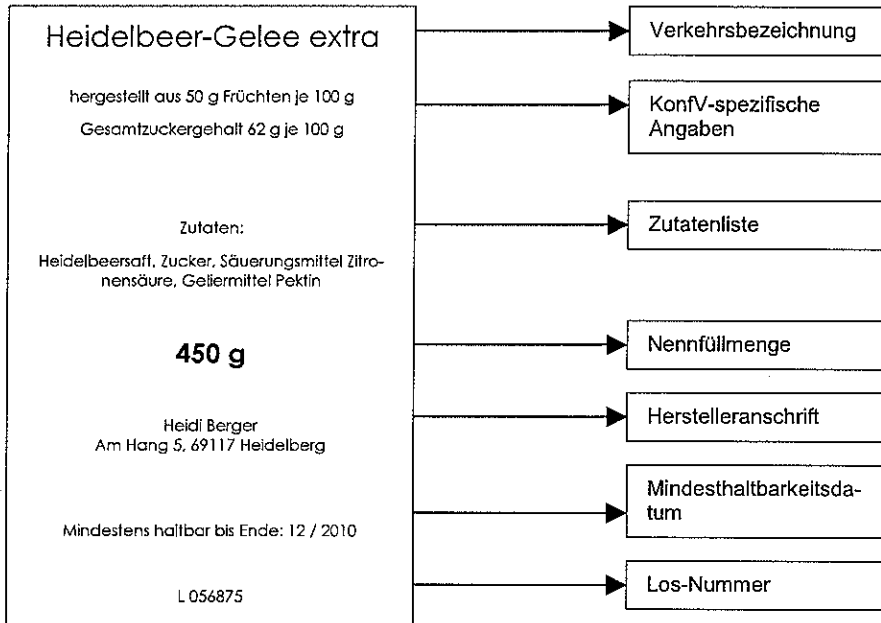 Heidelbeer-Gelee extra
hergestellt aus 50 g Früchten je 100 g
Gesamtzuckergehalt 62 g je 100 g
Zutaten:
Heidelbeersaft, Zucker, Säuerungsmittel Zitro-
nensäure, Geliermittel Pektin
450 g
Heidi Berger
Am Hang 5, 69117 Heidelberg
Mindestens haltbar bis Ende: 12 / 2010
L 056875
Verkehrsbezeichnung
KonfV-spezifische
Angaben
Zutatenliste
Nennfüllmenge
Herstelleranschrift
Mindesthaltbarkeitsda-
tum
Los-Nummer